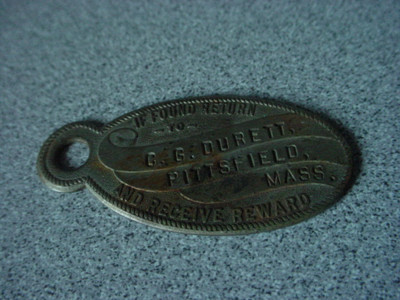 IF FOUND RETURN
-TO-
G. G. DURETT.
PITTSFIELD.
MASS.
AND RECEIVE REWARD